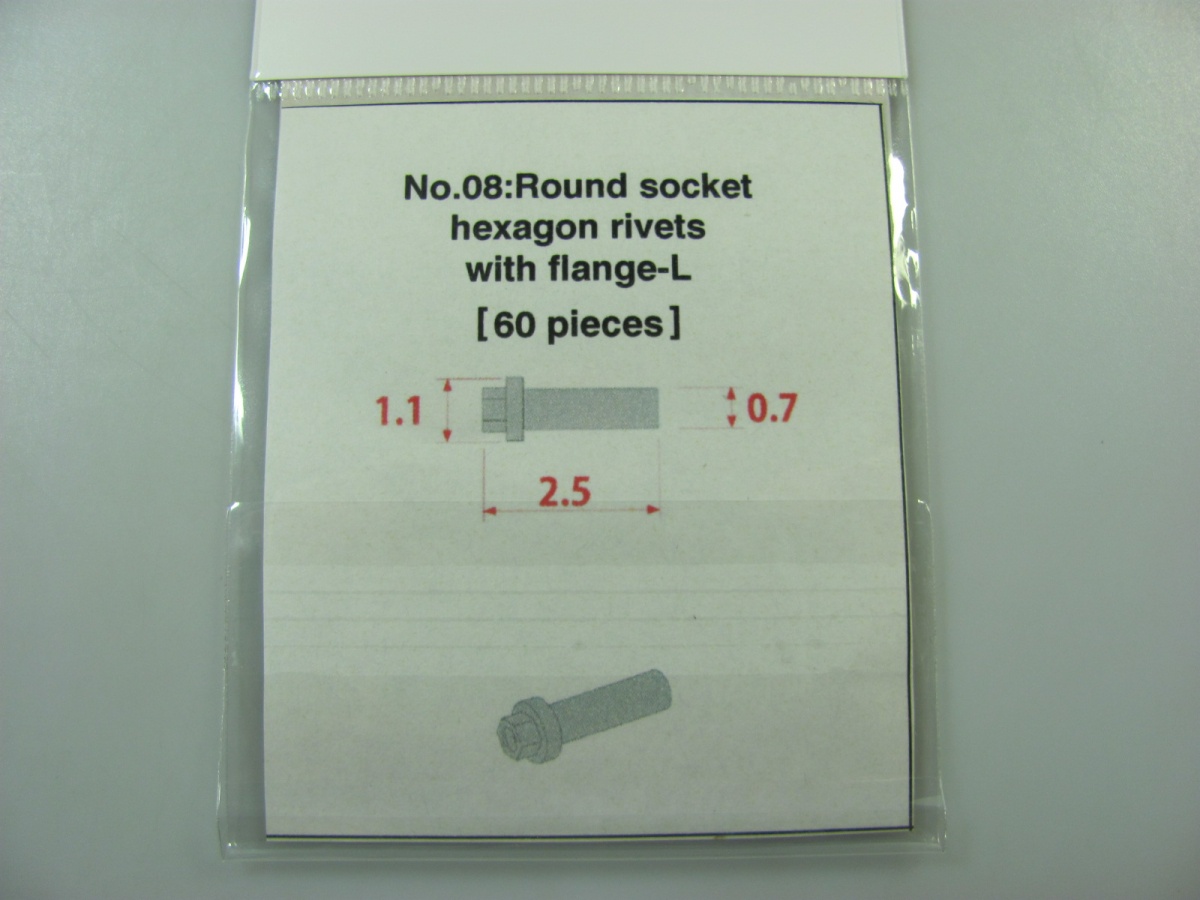 No.08:Round socket
hexagon rivets
with flange-L
[60 pieces]
1.1
0.7
2.5